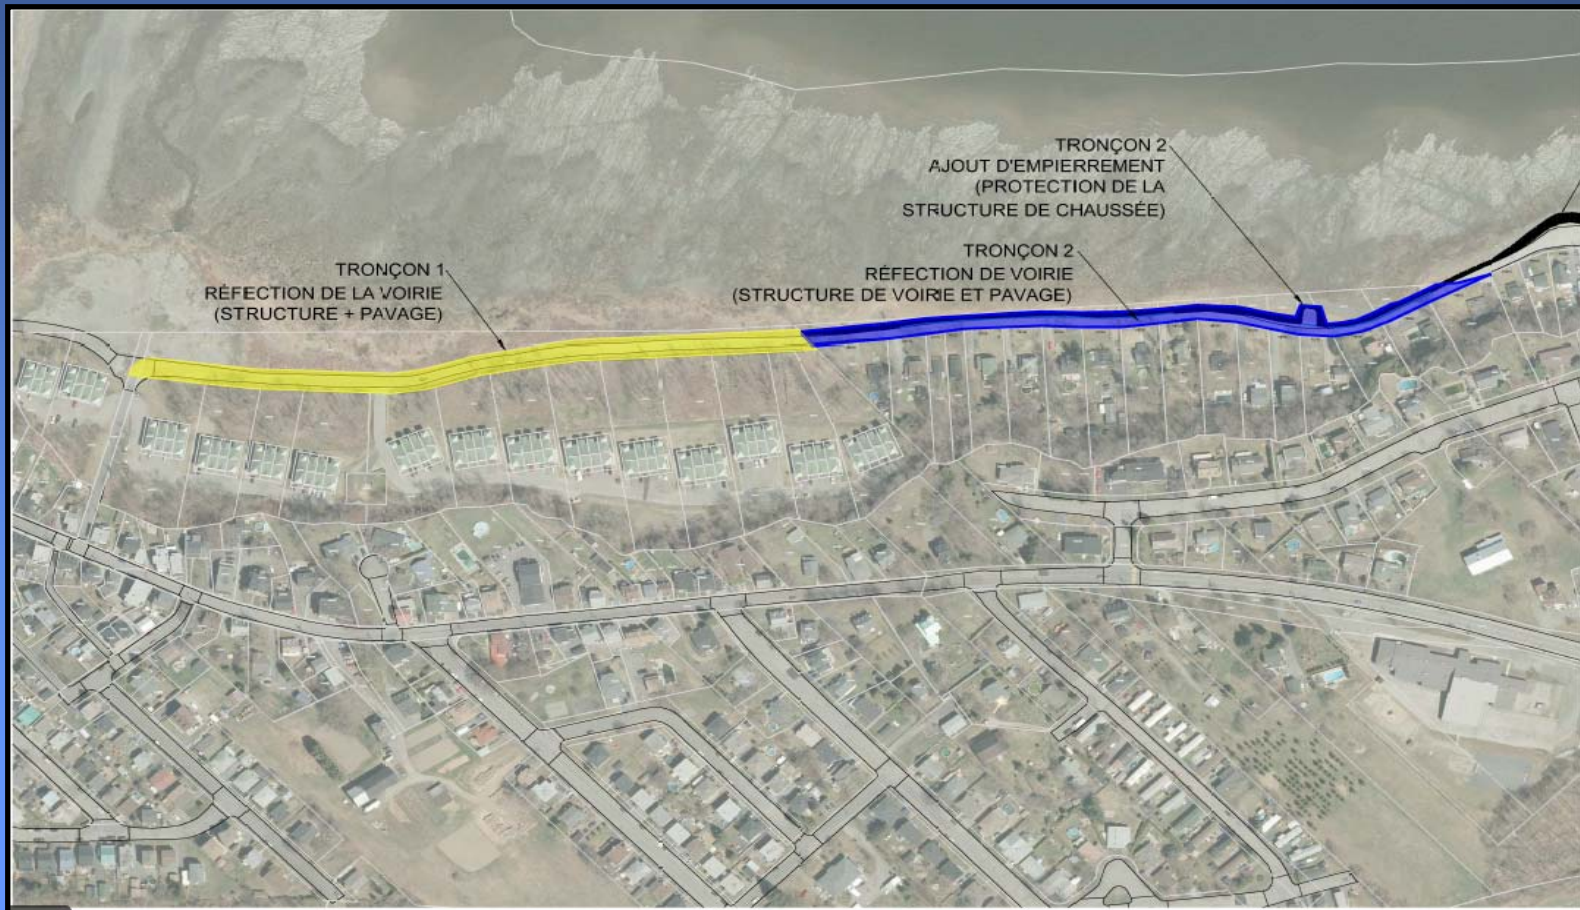 TRONÇON 2
AJOUT D'EMPIERREMENT
(PROTECTION DE LA
STRUCTURE DE CHAUSSÉE)
TRONÇON 2
RÉFECTION DE VOIRIE
(STRUCTURE DE VOIRIE ET PAVAGE)
TRONÇON 1
RÉFECTION DE LA VOIRIE
(STRUCTURE + PAVAGE)